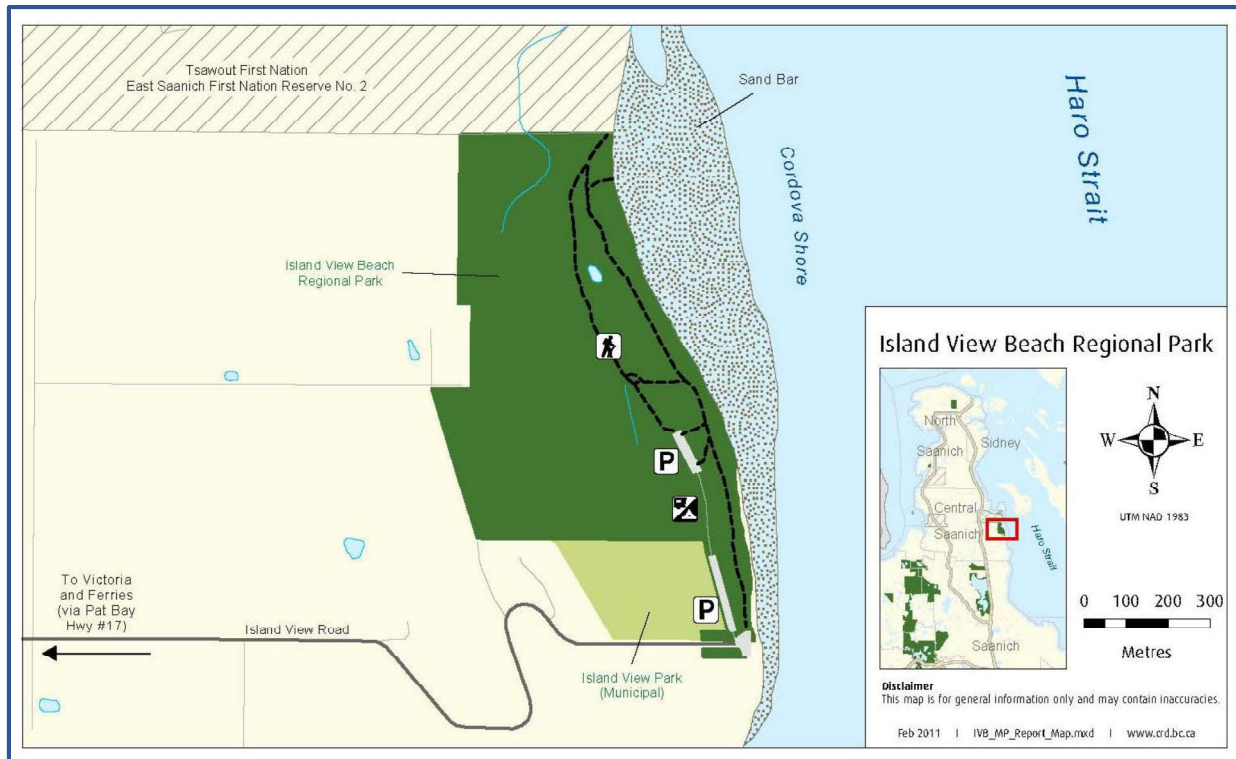 Tsawout First Nation
East Saanich First Nation Reserve No. 2
Sand Bar
Haro Strait
Cordova Shore
Island View Beach
Regional Park
P
P
To Victoria
and Ferries
(via Pat Bay
Hwy #17)
Island View Road
Island View Park
(Municipal)
Island View Beach Regional Park
North
Saanich
Sidney
Central
Saanich
Haro Strait
Saanich
N
W E
S
UTM NAD 1983
0 100 200 300
Metres
Disclaimer
This map is for general information only and may contain inaccuracies.
Feb 2011 | IVB_MP_Report_Map.mxd | www.crd.bc.ca